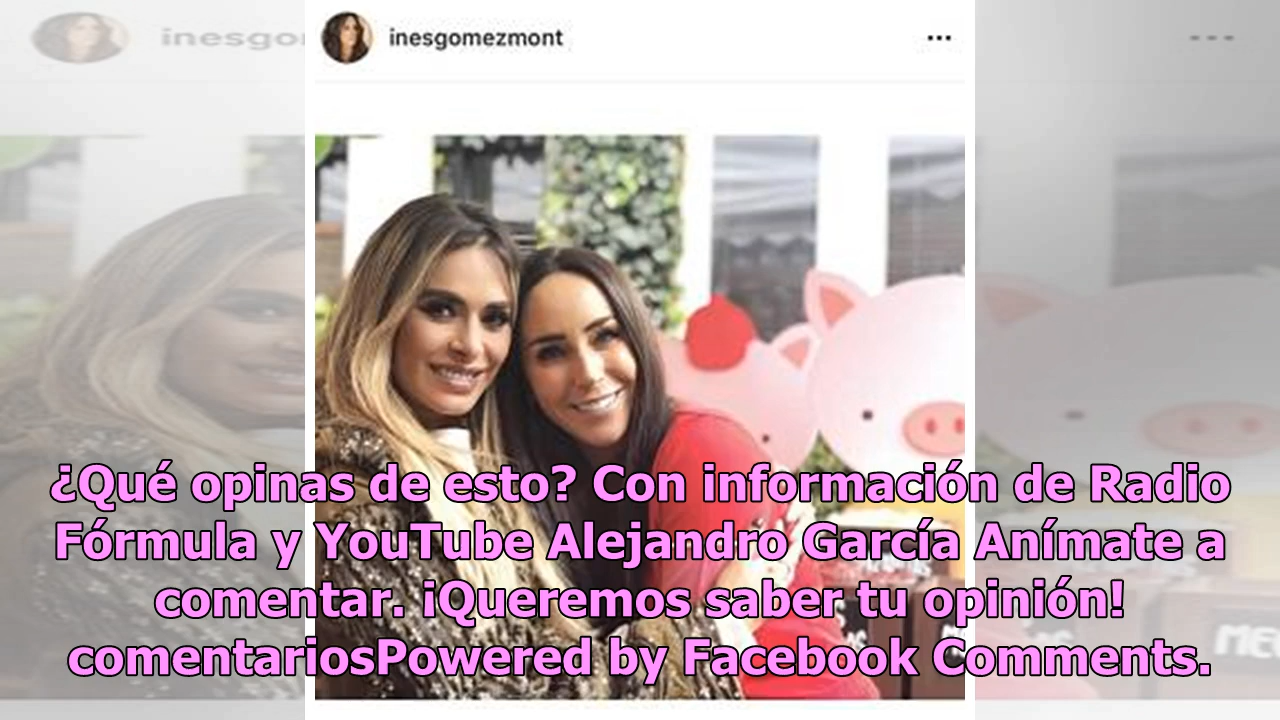 inesgomezmont
inesgo
¿Qué opinas de esto? Con información de Radio
Fórmula y YouTube Alejandro García Anímate a
comentar. ¡Queremos saber tu opinión!
comentariosPowered by Facebook Comments.